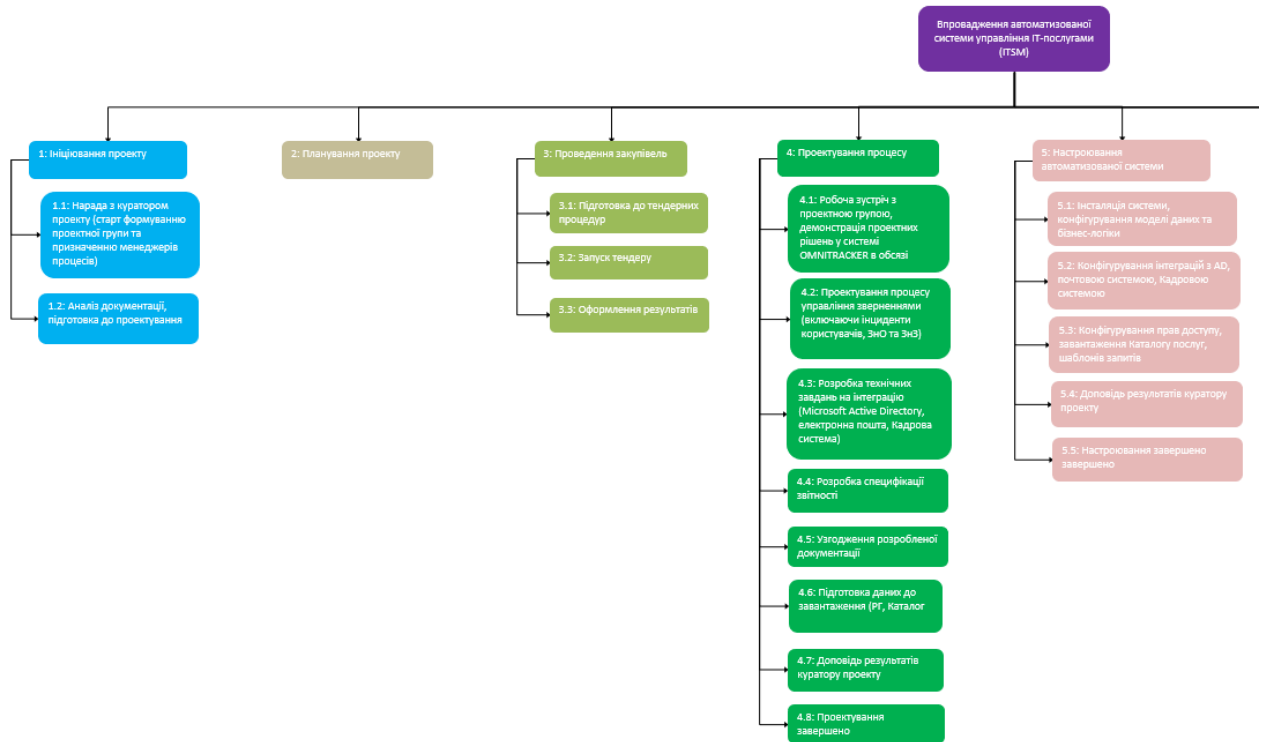 Впровадження автоматизованої
системи управління ІТ-послугами
(ITSM)
1: Ініціювання проекту
1.1: Нарада з куратором
проекту (старт формуванню
проектної групи та
призначенню менеджерів
процесів)
1.2: Аналіз документації,
підготовка до проектування
2: Планування проекту
3: Проведення закупівель
3.1: Підготовка до тендерних
процедур
3.2: Запуск тендеру
3.3: Оформлення результатів
4: Проектування процесу
4.1: Робоча зустріч з
проектною групою,
демонстрація проектних
рішень у системі
OMNITRACKER в обсязі
4.2: Проектування процесу
управління зверненнями
(включаючи інциденти
користувачів, ЗнО та ЗнЗ)
4.3: Розробка технічних
завдань на інтеграцію
(Microsoft Active Directory,
електронна пошта, Кадрова
система)
4.4: Розробка специфікації
звітності
4.5: Узгодження розробленої
документації
4.6: Підготовка даних до
завантаження (РГ, Каталог
4.7: Доповідь результатів
куратору проекту
4.8: Проектування
завершено
5: Настроювання
автоматизованої системи
5.1: Інсталяція системи,
конфігурування моделі даних та
бізнес-логіки
5.2: Конфігурування інтеграцій з AD,
почтовою системою, Кадровою
системою
5.3: Конфігурування прав доступу,
завантаження Каталогу послуг,
шаблонів запитів
5.4: Доповідь результатів куратору
проекту
5.5: Настроювання завершено
завершено